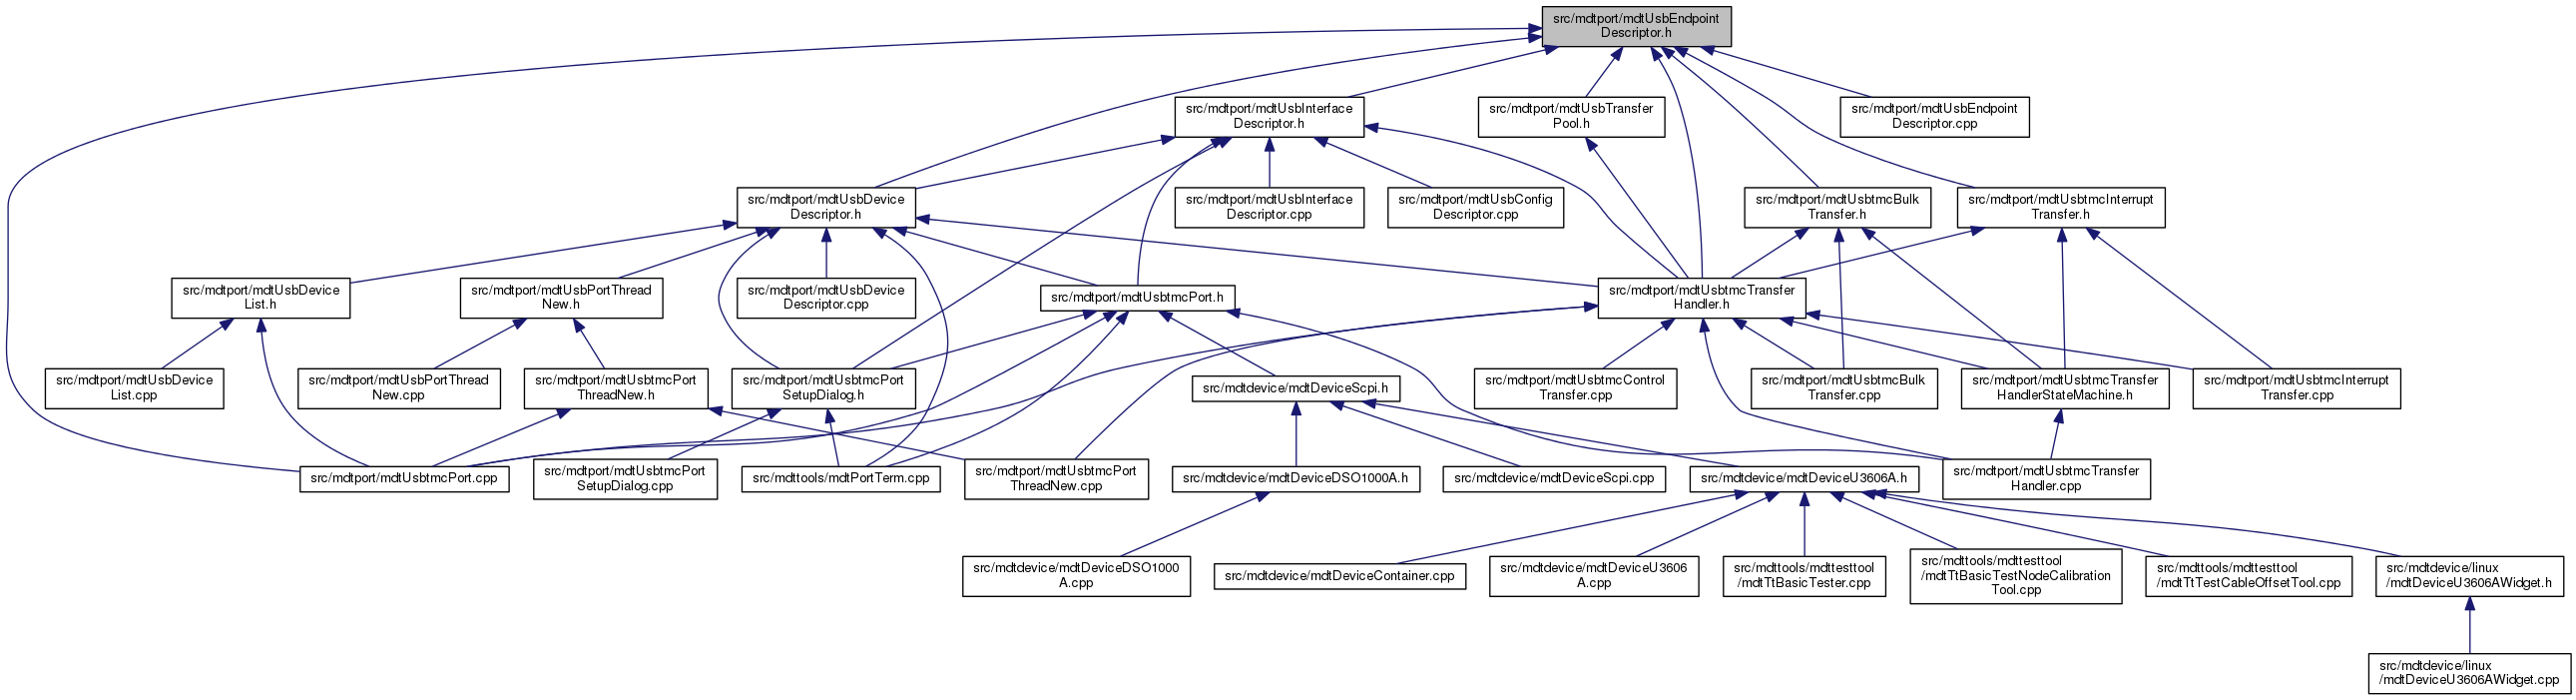 src/mdtport/mdtUsbEndpoint
Descriptor.h
src/mdtport/mdtUsbInterface
Descriptor.h
src/mdtport/mdtUsbTransfer
Pool.h
src/mdtport/mdtUsbEndpoint
Descriptor.cpp
src/mdtport/mdtUsbDevice
Descriptor.h
src/mdtport/mdtUsbInterface
Descriptor.cpp
src/mdtport/mdtUsbConfig
Descriptor.cpp
src/mdtport/mdtUsbtmcBulk
Transfer.h
src/mdtport/mdtUsbtmcInterrupt
Transfer.h
src/mdtport/mdtUsbDevice
List.h
src/mdtport/mdtUsbPortThread
New.h
src/mdtport/mdtUsbDevice
Descriptor.cpp
src/mdtport/mdtUsbtmcPort.h
src/mdtport/mdtUsbtmcTransfer
Handler.h
src/mdtport/mdtUsbDevice
List.cpp
src/mdtport/mdtUsbPortThread
New.cpp
src/mdtport/mdtUsbtmcPort
ThreadNew.h
src/mdtport/mdtUsbtmcPort
SetupDialog.h
src/mdtdevice/mdtDeviceScpi.h
src/mdtport/mdtUsbtmcControl
Transfer.cpp
src/mdtport/mdtUsbtmcBulk
Transfer.cpp
src/mdtport/mdtUsbtmcTransfer
HandlerStateMachine.h
src/mdtport/mdtUsbtmcInterrupt
Transfer.cpp
src/mdtport/mdtUsbtmcPort.cpp
src/mdtport/mdtUsbtmcPort
SetupDialog.cpp
src/mdttools/mdtPortTerm.cpp
src/mdtport/mdtUsbtmcPort
ThreadNew.cpp
src/mdtdevice/mdtDeviceDSO1000A.h
src/mdtdevice/mdtDeviceScpi.cpp
src/mdtdevice/mdtDeviceU3606A.h
src/mdtport/mdtUsbtmcTransfer
Handler.cpp
src/mdtdevice/mdtDeviceDSO1000
A.cpp
src/mdtdevice/mdtDeviceContainer.cpp
src/mdtdevice/mdtDeviceU3606
A.cpp
src/mdttools/mdttesttool
/mdtTtBasicTester.cpp
src/mdttools/mdttesttool
/mdtTtBasicTestNodeCalibration
Tool.cpp
src/mdttools/mdttesttool
/mdtTtTestCableOffsetTool.cpp
src/mdtdevice/linux
/mdtDeviceU3606AWidget.h
src/mdtdevice/linux
/mdtDeviceU3606AWidget.cpp